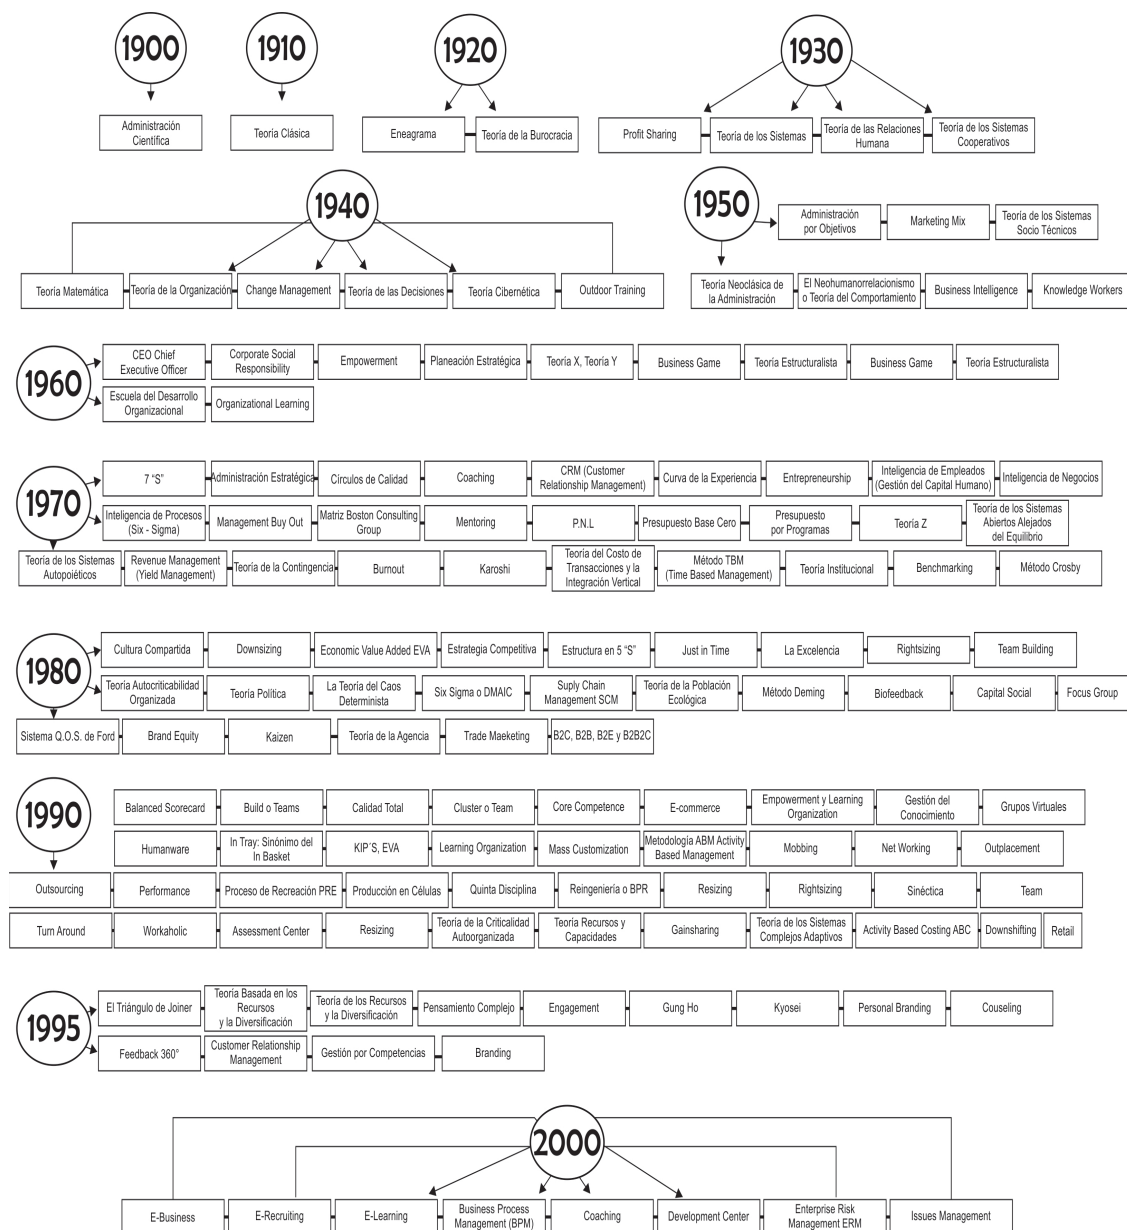 1900
1910
1920
1930
Administración
Científica
Teoría Clásica
Eneagrama
Teoría de la Burocracia
Profit Sharing
Teoría de los Sistemas
Teoría de las Relaciones
Humana
Teoría de los Sistemas
Cooperativos
1940
Teoría Matemática
Teoría de la Organización
Change Management
Teoría de las Decisiones
Teoría Cibernética
Outdoor Training
1950
Administración
por Objetivos
Marketing Mix
Teoría de los Sistemas
Socio Técnicos
Teoría Neoclásica de
la Administración
El Neohumanorrelacionismo
o Teoría del Comportamiento
Business Intelligence
Knowledge Workers
1960
CEO Chief
Executive Officer
Corporate Social
Responsibility
Empowerment
Planeación Estratégica
Teoría X, Teoría Y
Business Game
Teoría Estructuralista
Business Game
Teoría Estructuralista
Escuela del Desarrollo
Organizacional
Organizational Learning
1970
7 “S”
Administración Estratégica
Círculos de Calidad
Coaching
CRM (Customer
Relationship Management)
Curva de la Experiencia
Entrepreneurship
Inteligencia de Empleados
(Gestión del Capital Humano)
Inteligencia de Negocios
Inteligencia de Procesos
(Six - Sigma)
Management Buy Out
Matriz Boston Consulting
Group
Mentoring
P.N.L
Presupuesto Base Cero
Presupuesto
por Programas
Teoría Z
Teoría de los Sistemas
Abiertos Alejados
del Equilibrio
Teoría de los Sistemas
Autopoiéticos
Revenue Management
(Yield Management)
Teoría de la Contingencia
Burnout
Karoshi
Teoría del Costo de
Transacciones y la
Integración Vertical
Método TBM
(Time Based Management)
Teoría Institucional
Benchmarking
Método Crosby
1980
Cultura Compartida
Downsizing
Economic Value Added EVA
Estrategia Competitiva
Estructura en 5 “S”
Just in Time
La Excelencia
Rightsizing
Team Building
Teoría Autocriticabilidad
Organizada
Teoría Política
La Teoría del Caos
Determinista
Six Sigma o DMAIC
Suply Chain
Management SCM
Teoría de la Población
Ecológica
Método Deming
Biofeedback
Capital Social
Focus Group
Sistema Q.O.S. de Ford
Brand Equity
Kaizen
Teoría de la Agencia
Trade Maeketing
B2C, B2B, B2E y B2B2C
1990
Balanced Scorecard
Build o Teams
Calidad Total
Cluster o Team
Core Competence
E-commerce
Empowerment y Learning
Organization
Gestión del
Conocimiento
Grupos Virtuales
Humanware
In Tray: Sinónimo del
In Basket
KIP´S, EVA
Learning Organization
Mass Customization
Metodología ABM Activity
Based Management
Mobbing
Net Working
Outplacement
Outsourcing
Performance
Proceso de Recreación PRE
Producción en Células
Quinta Disciplina
Reingeniería o BPR
Resizing
Rightsizing
Sinéctica
Team
Turn Around
Workaholic
Assessment Center
Resizing
Teoría de la Criticalidad
Autoorganizada
Teoría Recursos y
Capacidades
Gainsharing
Teoría de los Sistemas
Complejos Adaptivos
Activity Based Costing ABC
Downshifting
Retail
1995
El Triángulo de Joiner
Teoría Basada en los
Recursos
y la Diversificación
Teoría de los Recursos
y la Diversificación
Pensamiento Complejo
Engagement
Gung Ho
Kyosei
Personal Branding
Couseling
Feedback 360°
Customer Relationship
Management
Gestión por Competencias
Branding
2000
E-Business
E-Recruiting
E-Learning
Business Process
Management (BPM)
Coaching
Development Center
Enterprise Risk
Management ERM
Issues Management